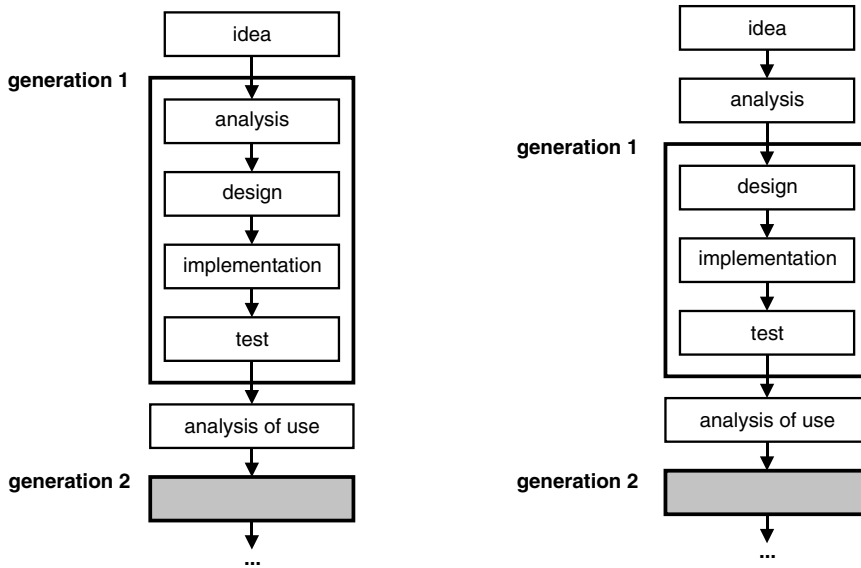 idea
generation 1
analysis
design
implementation
test
analysis of use
generation 2
...
idea
analysis
generation 1
design
implementation
test
analysis of use
generation 2
...